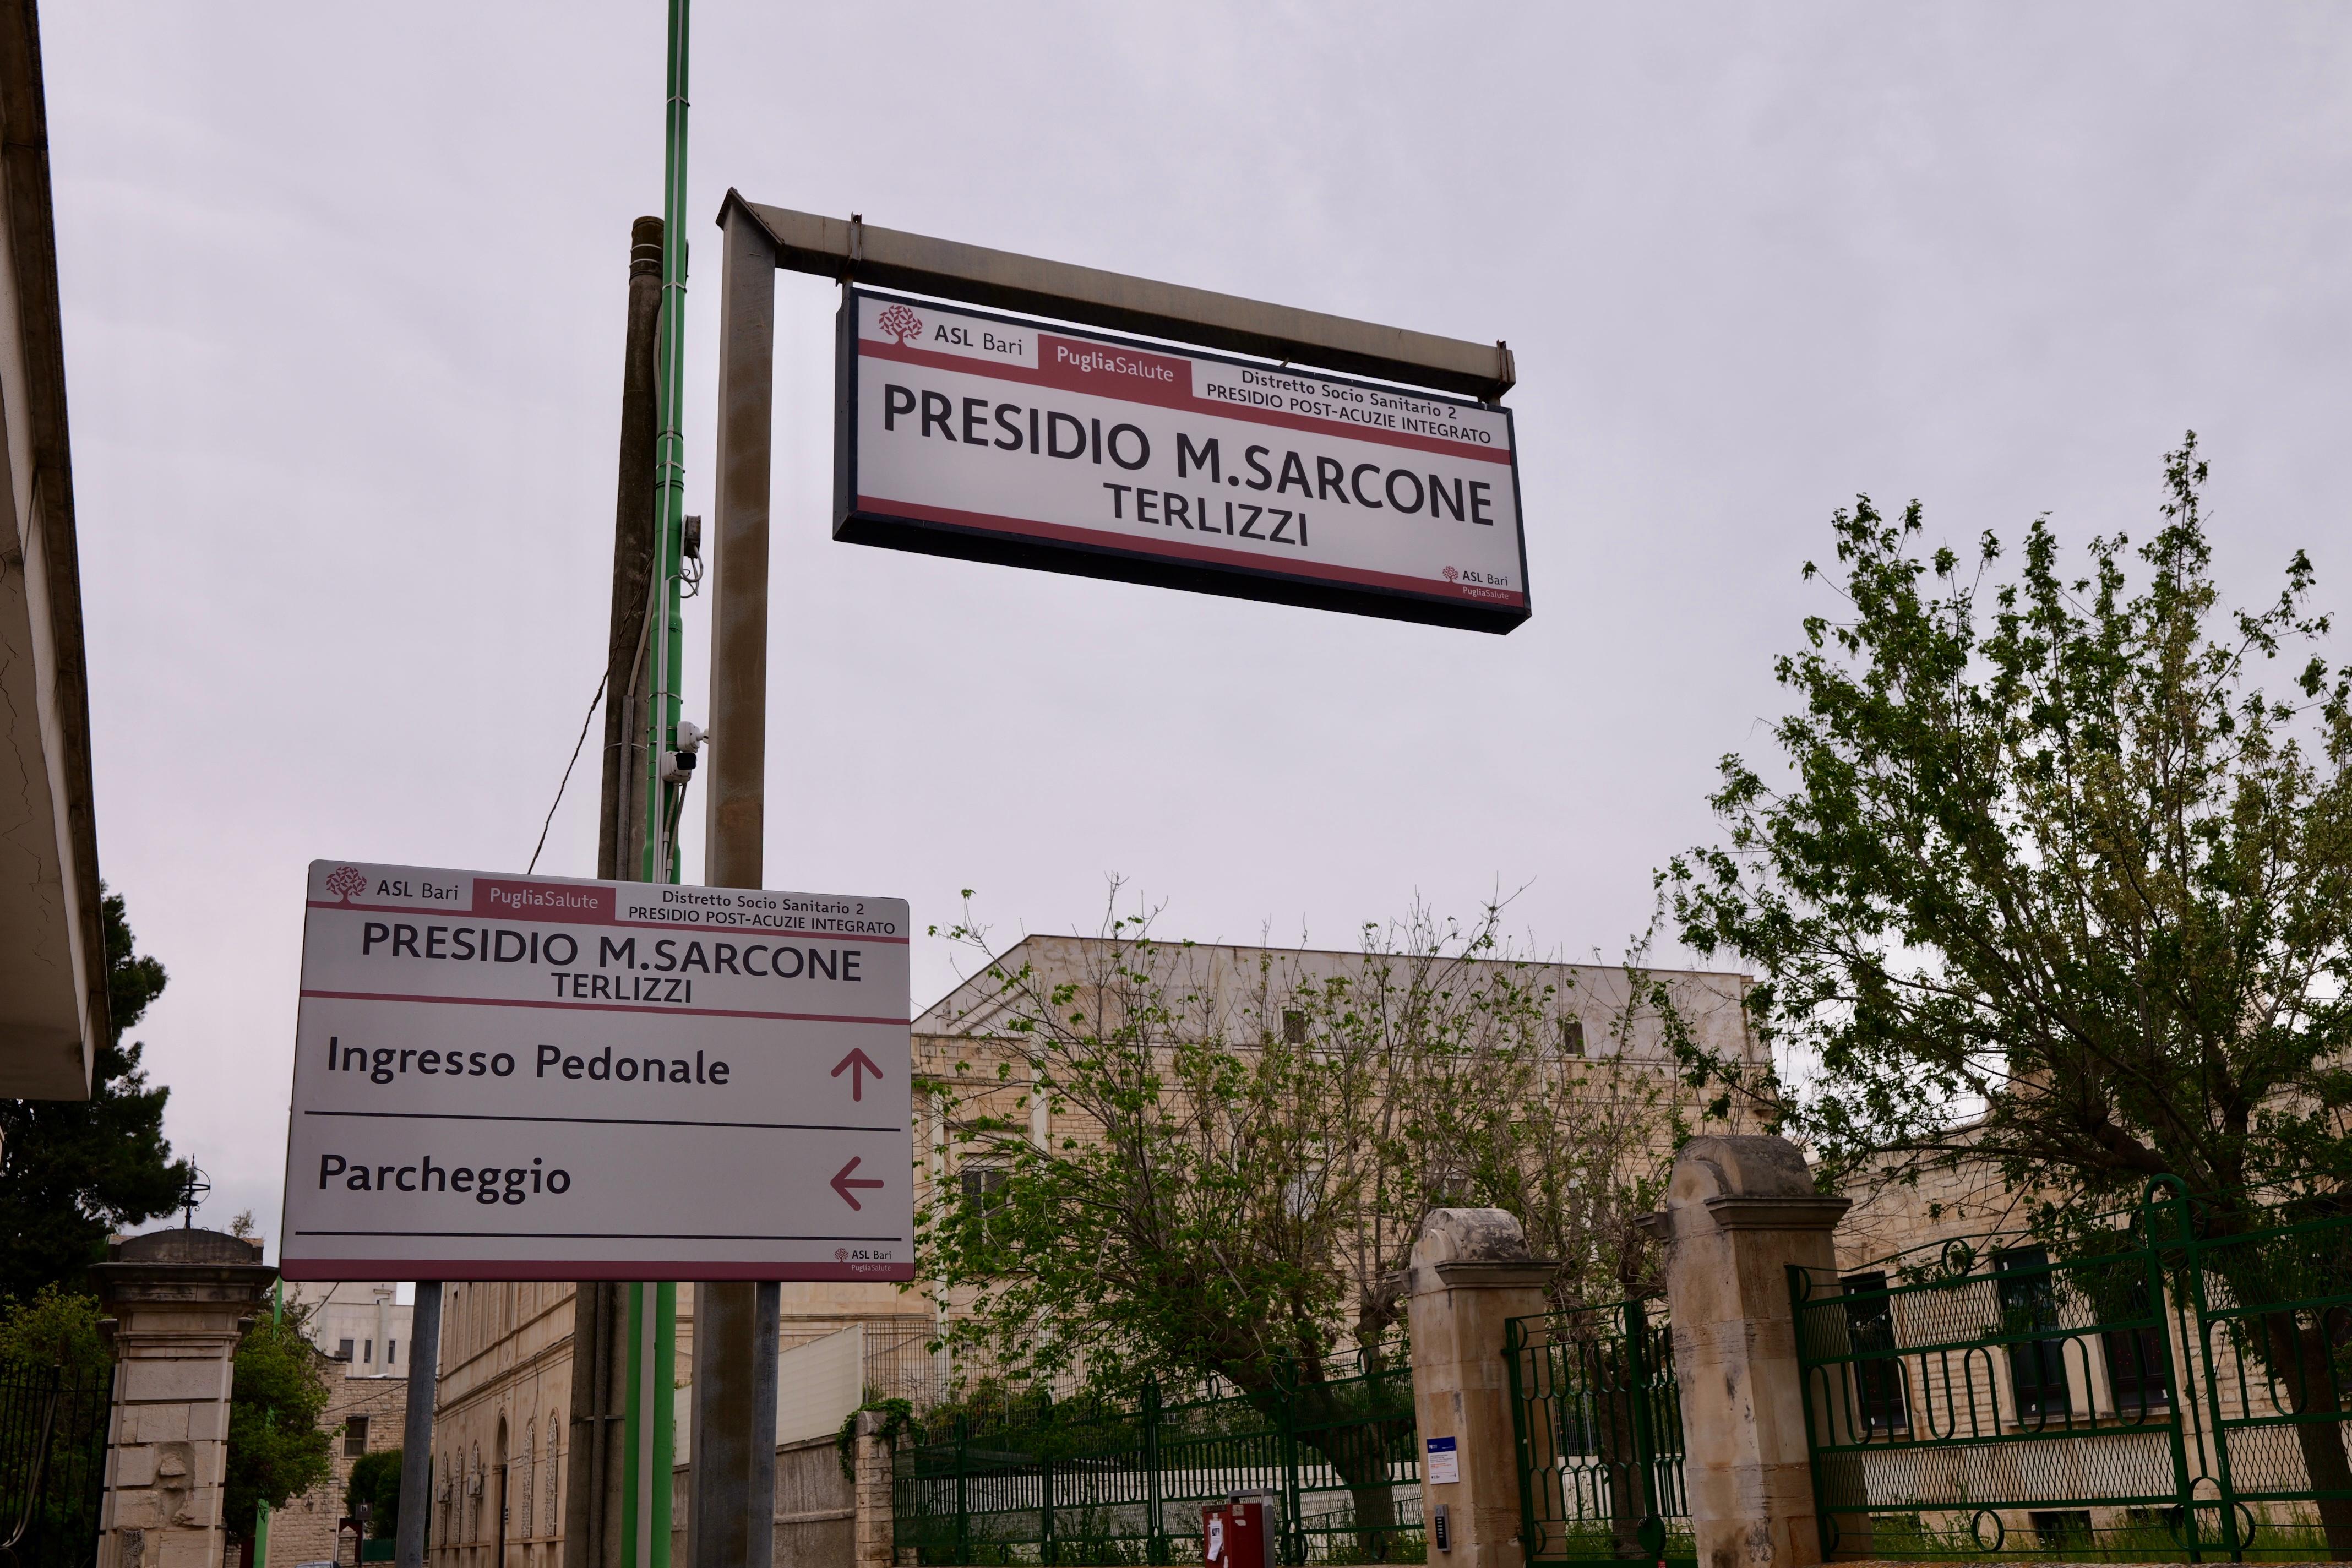 ASL Bari PugliaSalute Distretto Socio Sanitario 2
PRESIDIO POST-ACUZIE INTEGRATO
PRESIDIO M.SARCONE
TERLIZZI
ASL Bari
PugliaSalute
ASL Bari PugliaSalute Distretto Socio Sanitario 2
PRESIDIO POST-ACUZIE INTEGRATO
PRESIDIO M.SARCONE
TERLIZZI
Ingresso Pedonale ↑
Parcheggio ←
ASL Bari
PugliaSalute